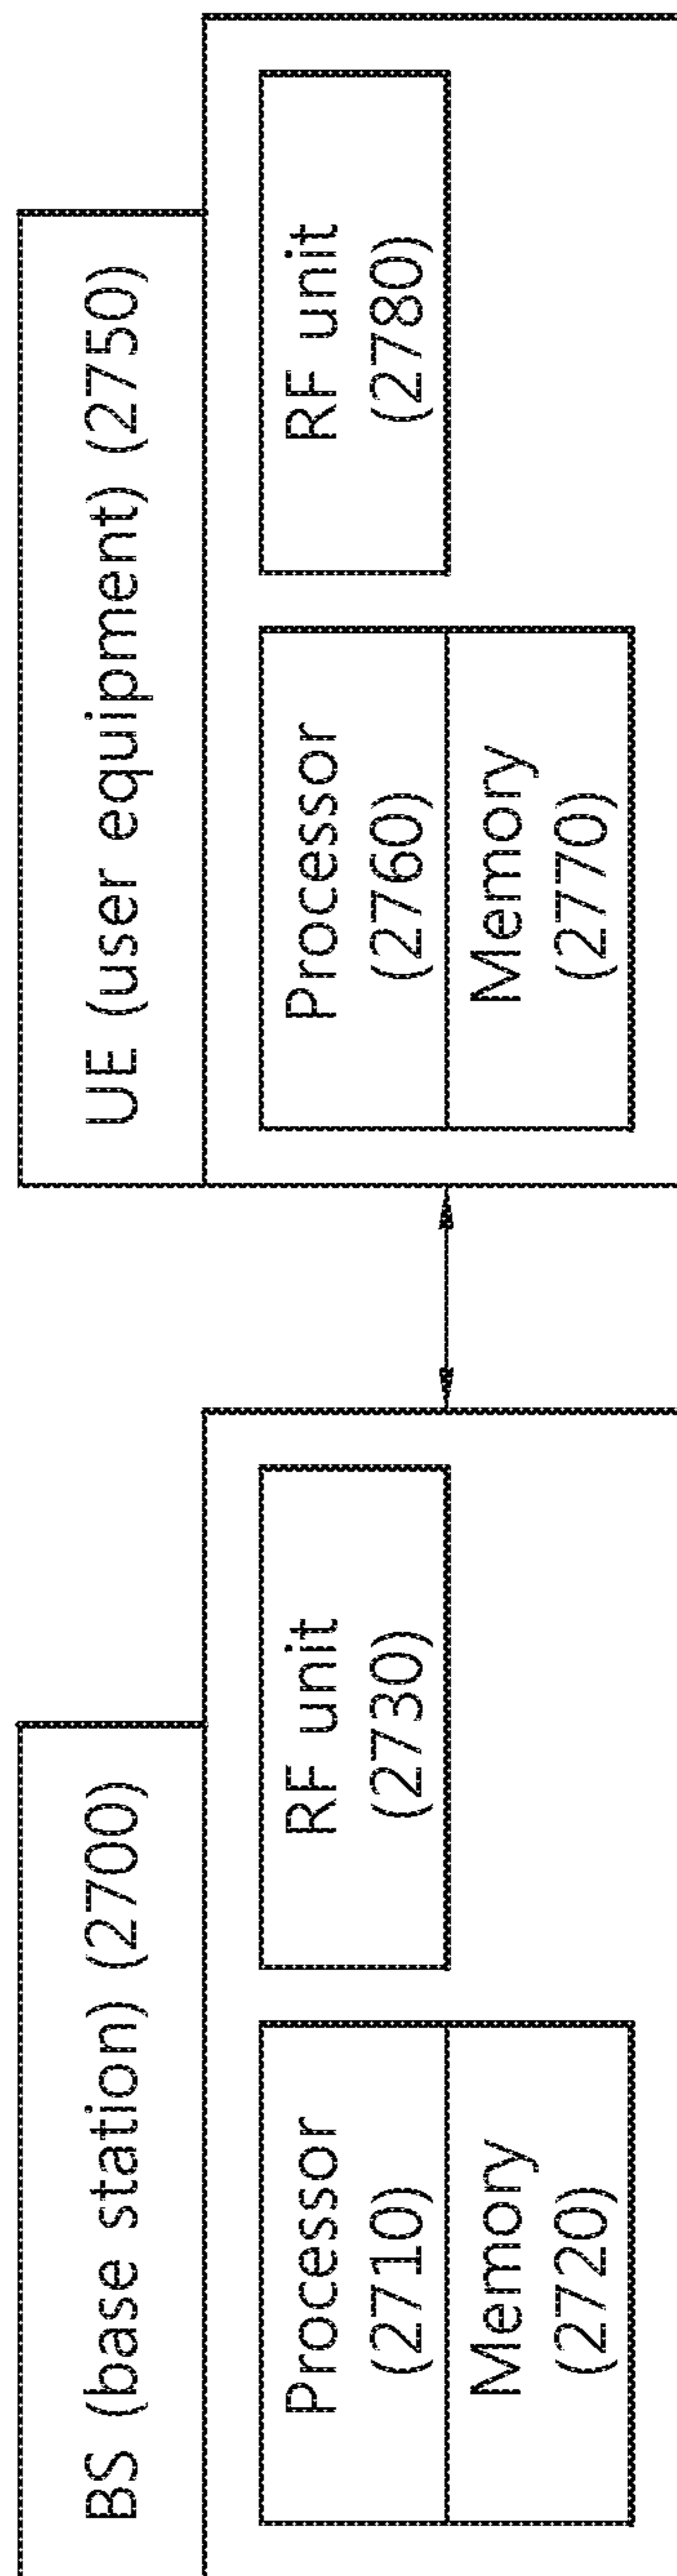 BS (base station) (2700)
Processor
(2710)
Memory
(2720)
RF unit
(2730)
UE (user equipment) (2750)
Processor
(2760)
Memory
(2770)
RF unit
(2780)